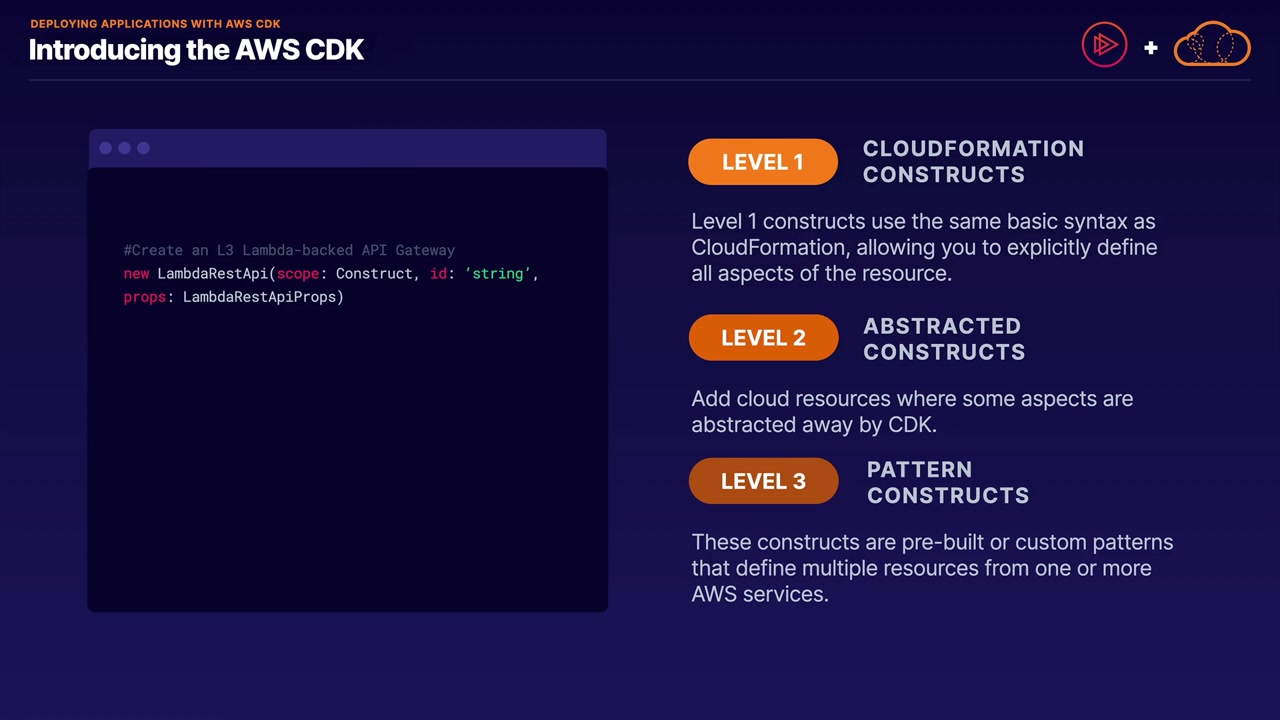 DEPLOYING APPLICATIONS WITH AWS CDK
Introducing the AWS CDK
+
#Create an L3 Lambda-backed API Gateway
new LambdaRestApi(scope: Construct, id: ‘string’,
props: LambdaRestApiProps)
LEVEL 1
CLOUDFORMATION
CONSTRUCTS
Level 1 constructs use the same basic syntax as
CloudFormation, allowing you to explicitly define
all aspects of the resource.
LEVEL 2
ABSTRACTED
CONSTRUCTS
Add cloud resources where some aspects are
abstracted away by CDK.
LEVEL 3
PATTERN
CONSTRUCTS
These constructs are pre-built or custom patterns
that define multiple resources from one or more
AWS services.